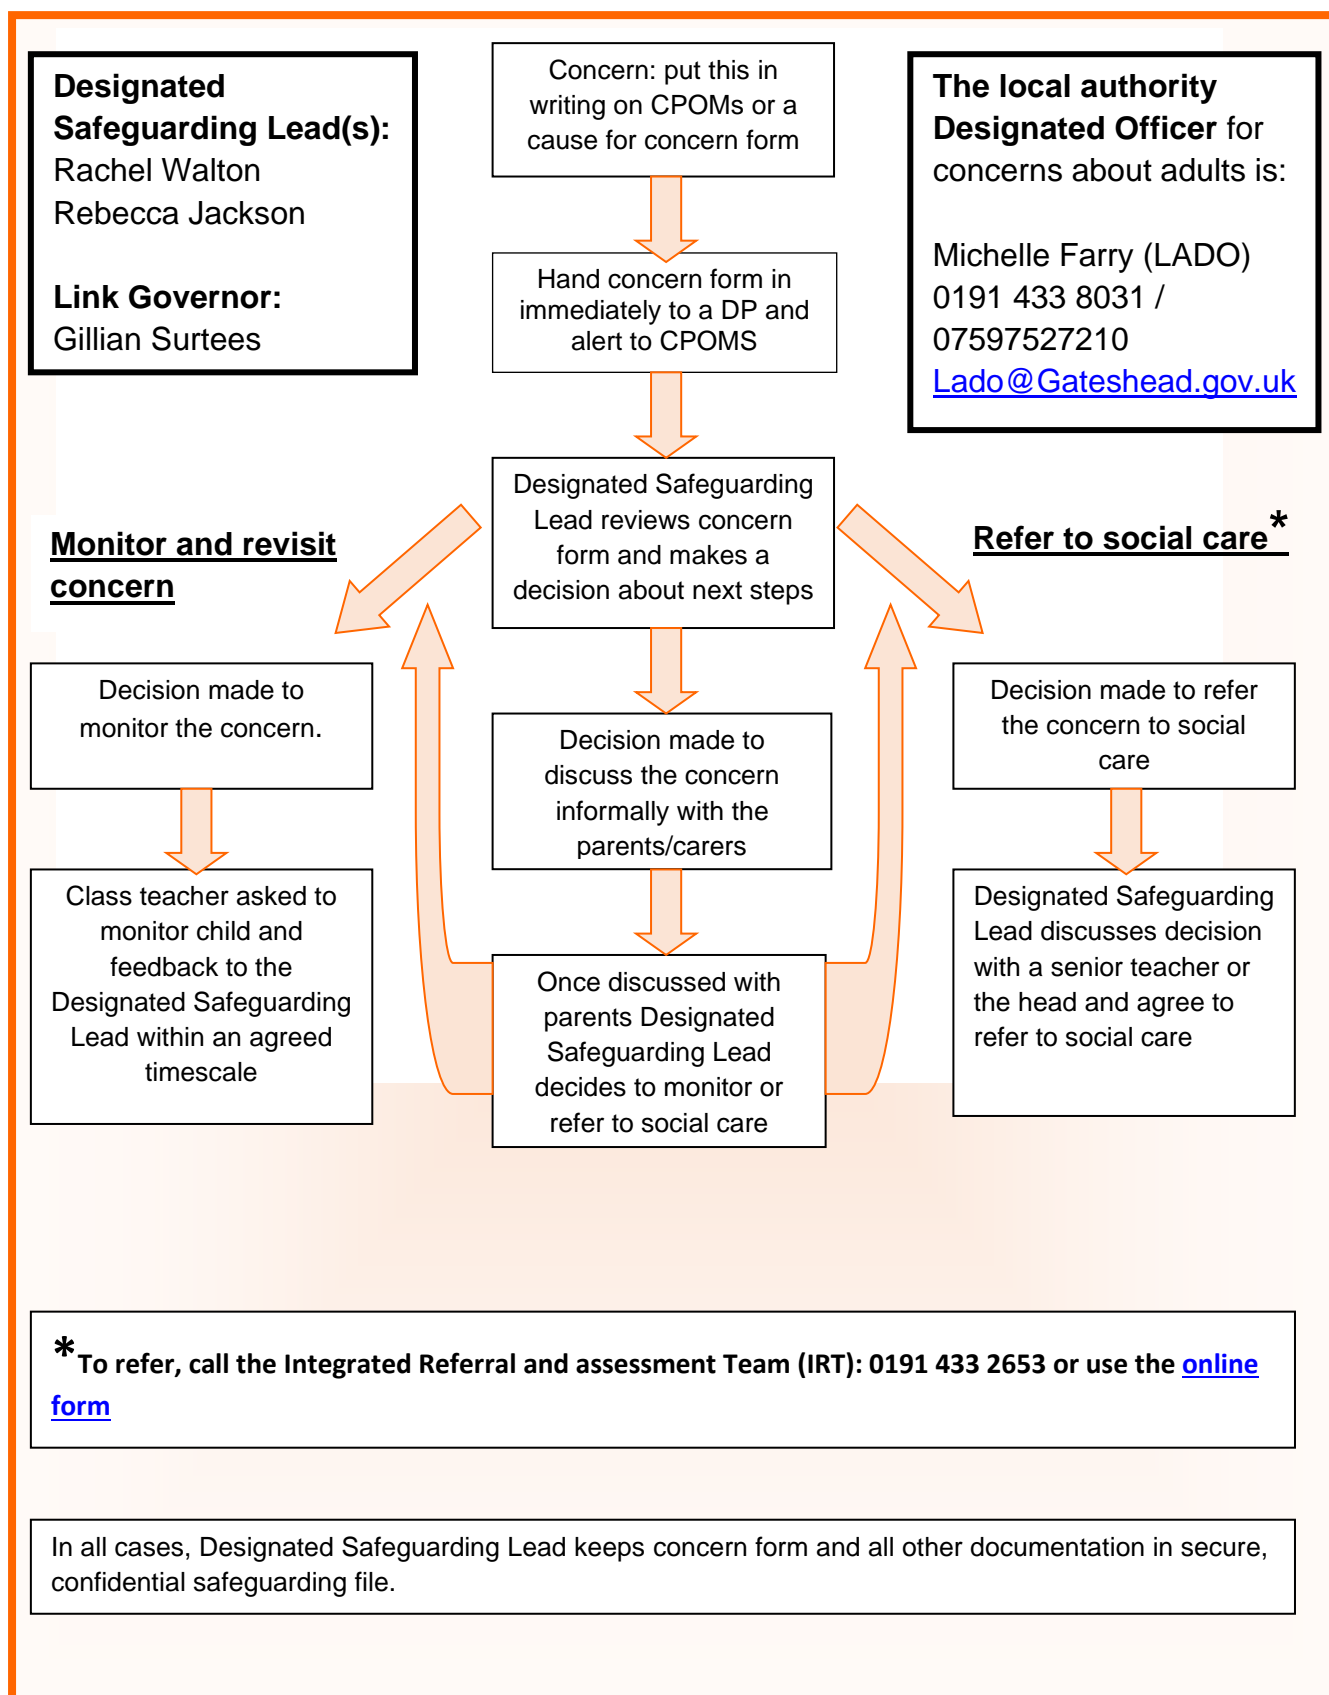 Designated
Safeguarding Lead(s):
Rachel Walton
Rebecca Jackson
Link Governor:
Gillian Surtees
Concern: put this in
writing on CPOMs or a
cause for concern form
The local authority
Designated Officer for
concerns about adults is:
Michelle Farry (LADO)
0191 433 8031 /
07597527210
Lado@Gateshead.gov.uk
Hand concern form in
immediately to a DP and
alert to CPOMS
Designated Safeguarding
Lead reviews concern
form and makes a
decision about next steps
Monitor and revisit
concern
Refer to social care*
Decision made to
monitor the concern.
Decision made to
discuss the concern
informally with the
parents/carers
Decision made to refer
the concern to social
care
Class teacher asked to
monitor child and
feedback to the
Designated Safeguarding
Lead within an agreed
timescale
Once discussed with
parents Designated
Safeguarding Lead
decides to monitor or
refer to social care
Designated Safeguarding
Lead discusses decision
with a senior teacher or
the head and agree to
refer to social care
*To refer, call the Integrated Referral and assessment Team (IRT): 0191 433 2653 or use the online
form
In all cases, Designated Safeguarding Lead keeps concern form and all other documentation in secure,
confidential safeguarding file.